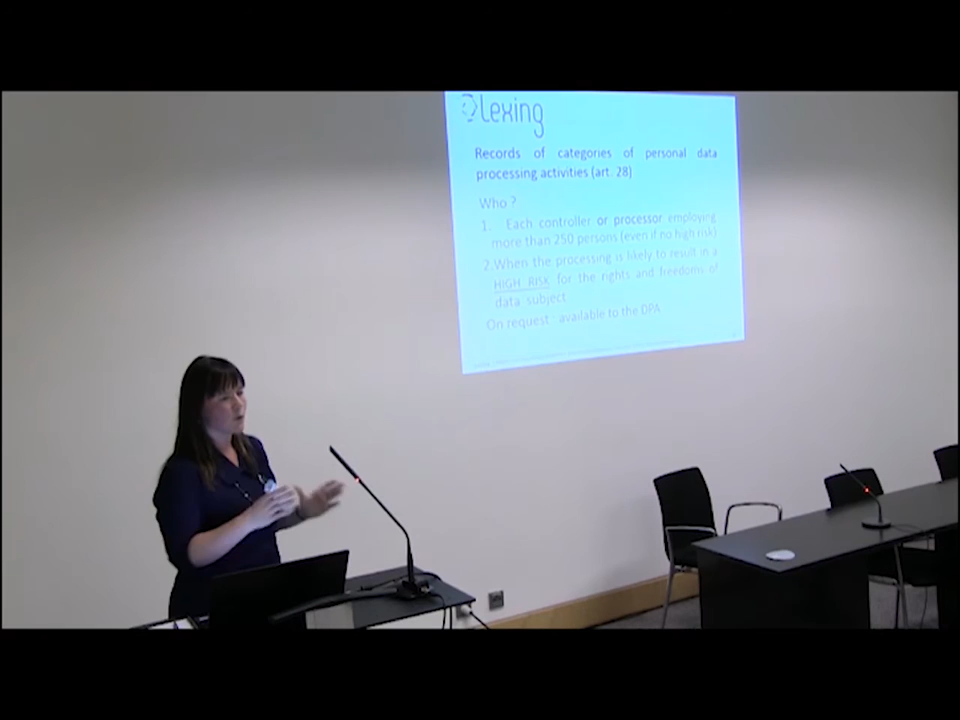 Lexing
Records of categories of personal data
processing activities (art. 28)
Who ?
1. Each controller or processor employing
more than 250 persons (even if no high risk)
2. When the processing is likely to result in a
HIGH RISK for the rights and freedoms of
data subject
On request : available to the DPA